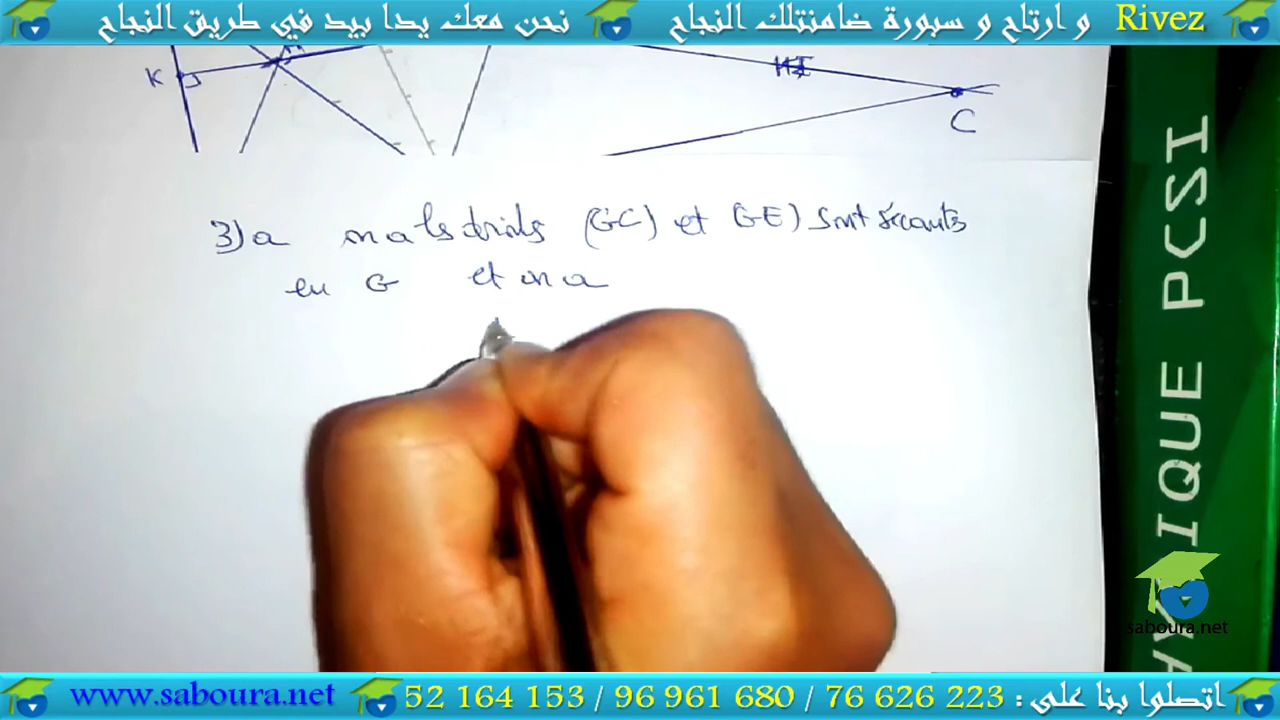 Rivez و ارتاح و سبورة ضامنتلك النجاح نحن معك يدا بيد في طريق النجاح
K
C
3) a on a les droites (GC) et (GE) sont sécantes
en G et on a
PHYSIQUE PCSI
saboura.net
www.saboura.net 52 164 153 / 96 961 680 / 76 626 223 اتصلوا بنا على :